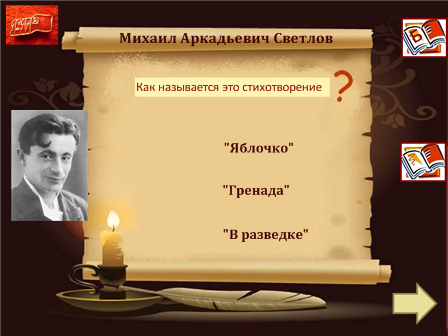 Михаил Аркадьевич Светлов
Как называется это стихотворение ?
"Яблочко"
"Гренада"
"В разведке"